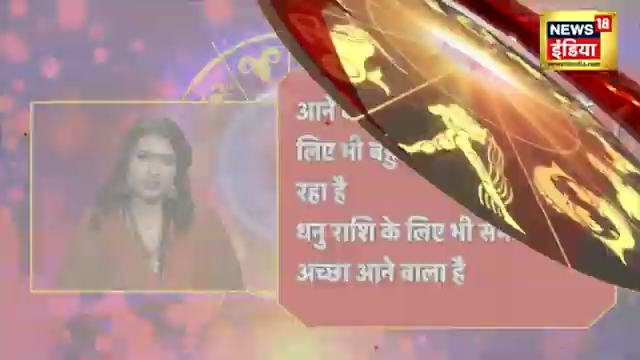 NEWS 18
इंडिया
आने
लिए भी
रहा है
धनु राशि के लिए भी
अच्छा आने वाला है